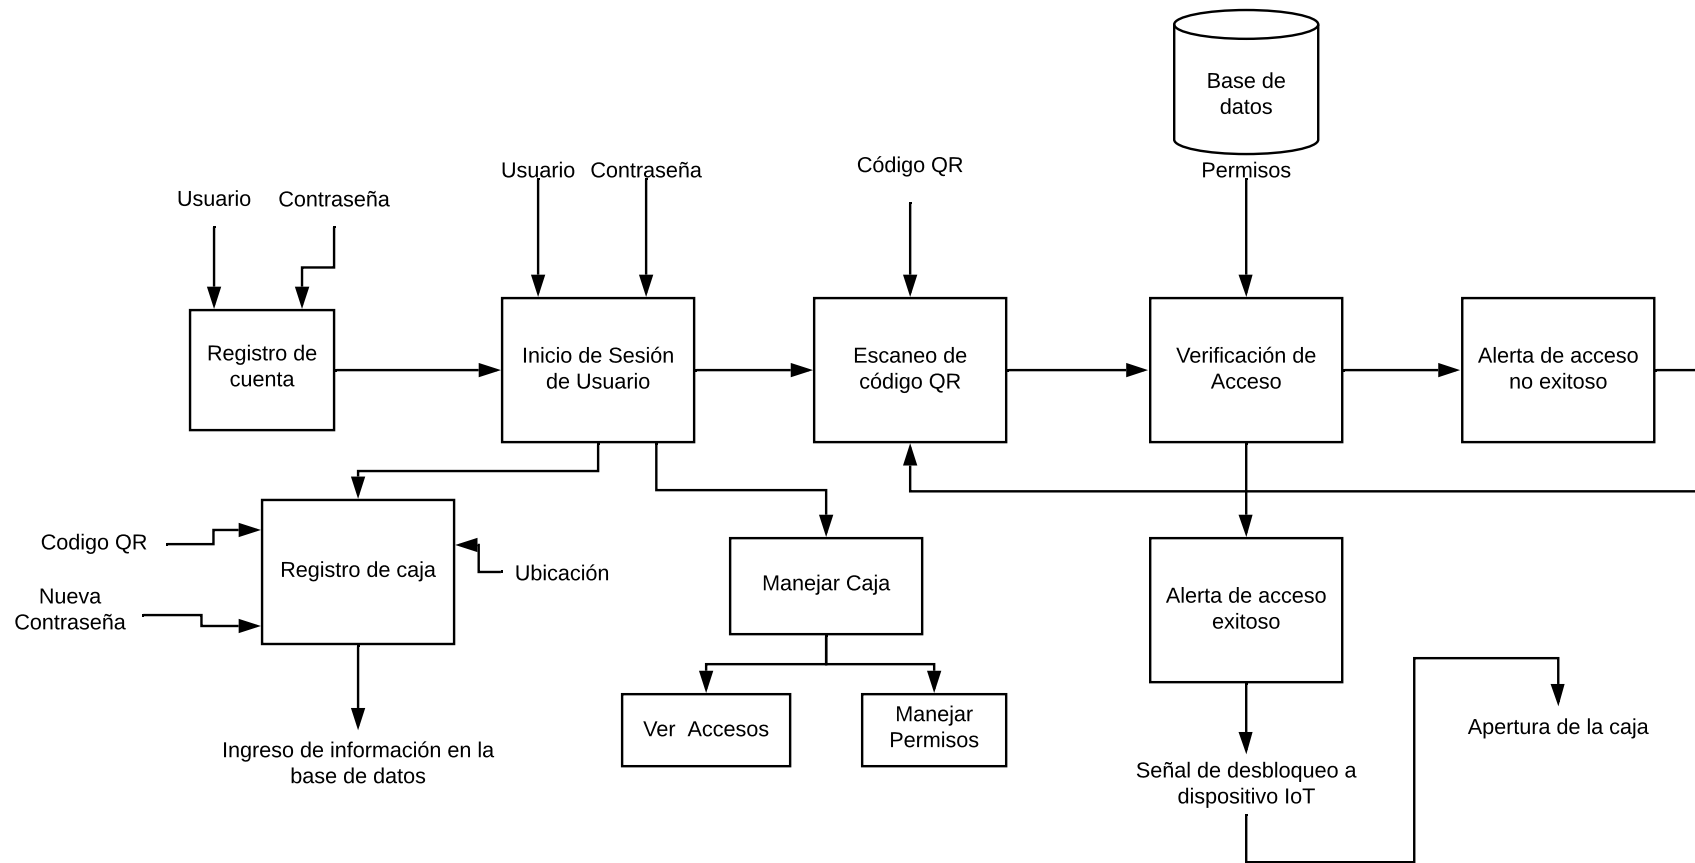 Base de
datos
Permisos
Usuario
Contraseña
Usuario
Contraseña
Código QR
Registro de
cuenta
Inicio de Sesión
de Usuario
Escaneo de
código QR
Verificación de
Acceso
Alerta de acceso
no exitoso
Codigo QR
Nueva
Contraseña
Registro de caja
Ubicación
Manejar Caja
Alerta de acceso
exitoso
Ver Accesos
Manejar
Permisos
Ingreso de información en la
base de datos
Señal de desbloqueo a
dispositivo IoT
Apertura de la caja